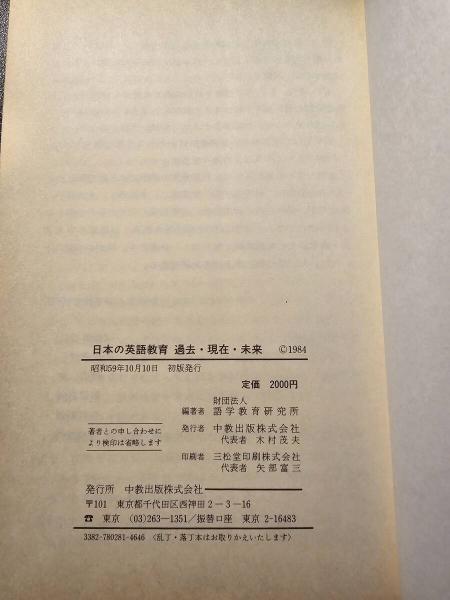 日本の英語教育 過去・現在・未来 ©1984
昭和59年10月10日 初版発行
定価 2000円
財団法人
編著者 語学教育研究所
著者との申し合わせに
より検印は省略します
発行者 中教出版株式会社
代表者 木村茂夫
印刷者 三松堂印刷株式会社
代表者 矢部富三
発行所 中教出版株式会社
〒101 東京都千代田区西神田2-3-16
☎ 東京 (03)263-1351/振替口座 東京 2-16483
3382-780281-4646 〈乱丁・落丁本はお取りかえいたします〉